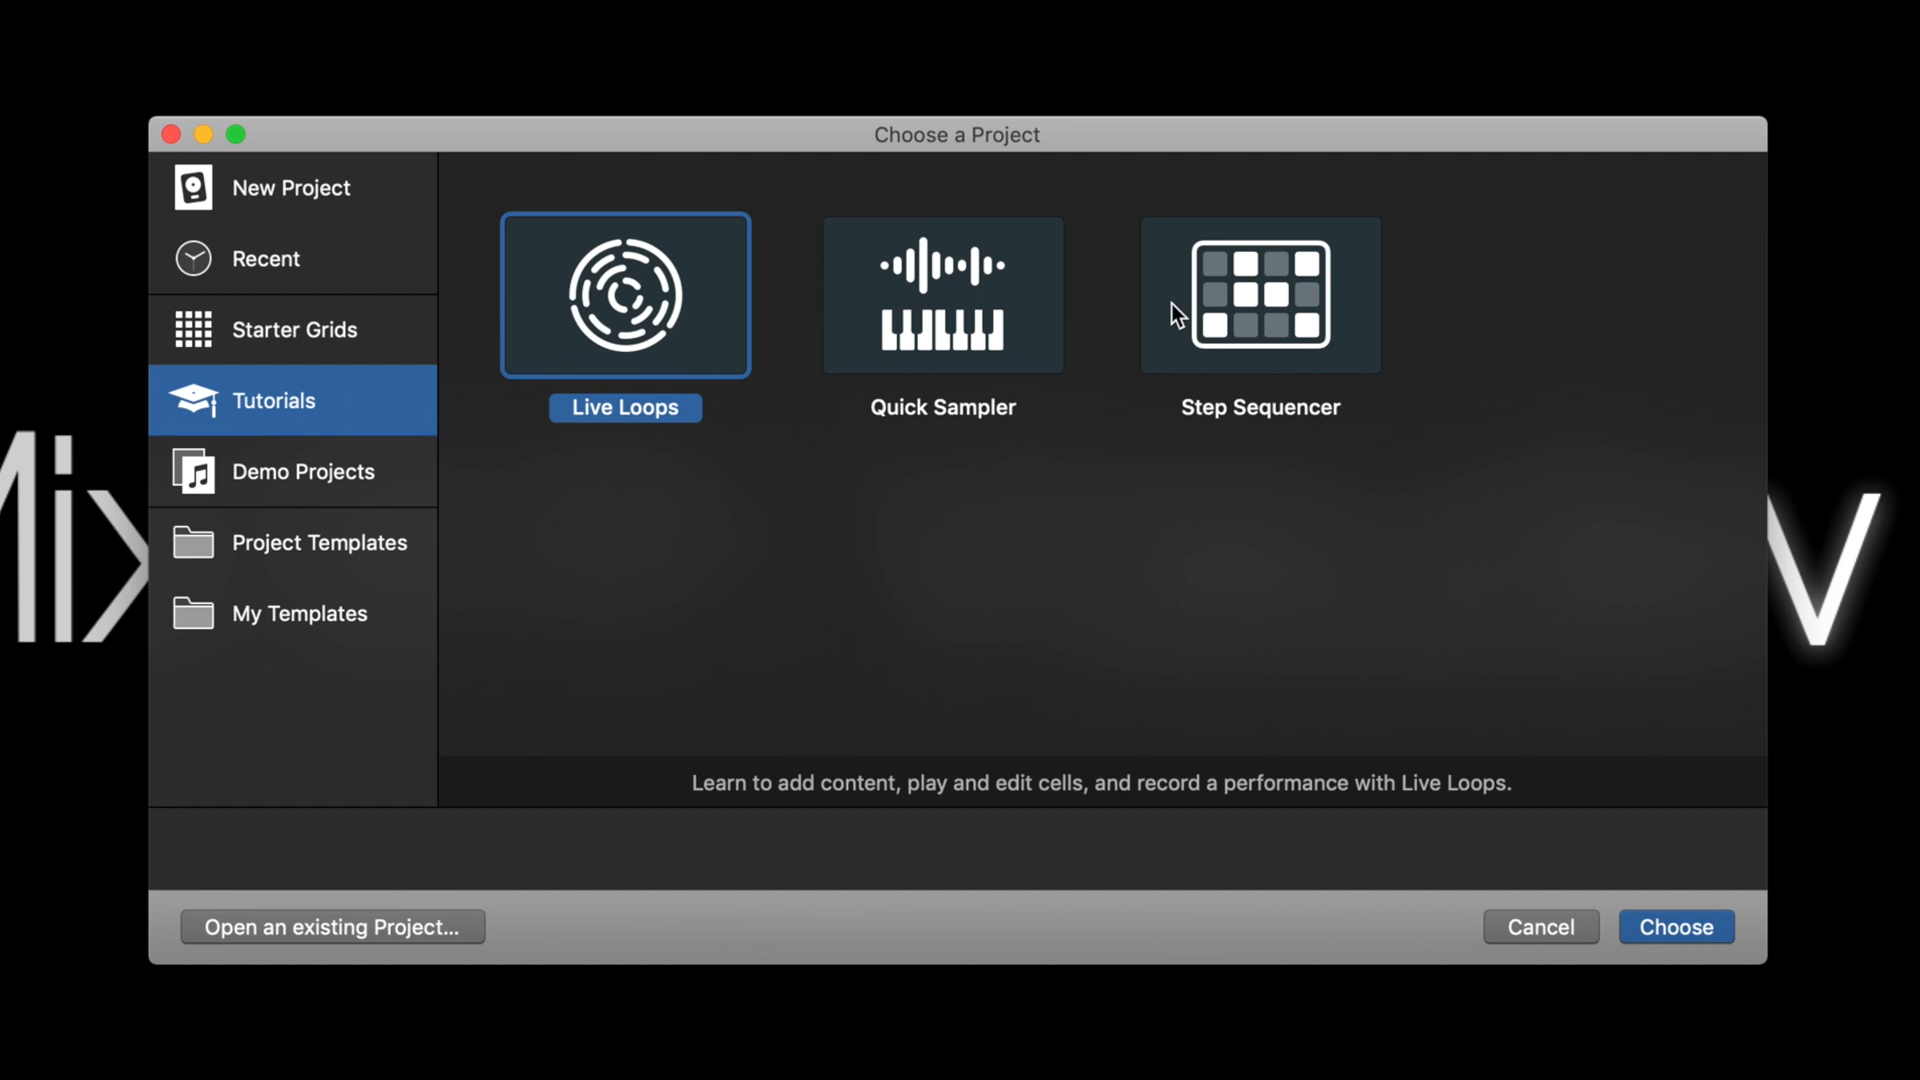 Choose a Project
New Project
Recent
Starter Grids
Tutorials
Demo Projects
Project Templates
My Templates
Live Loops
Quick Sampler
Step Sequencer
Learn to add content, play and edit cells, and record a performance with Live Loops.
Open an existing Project...
Cancel
Choose